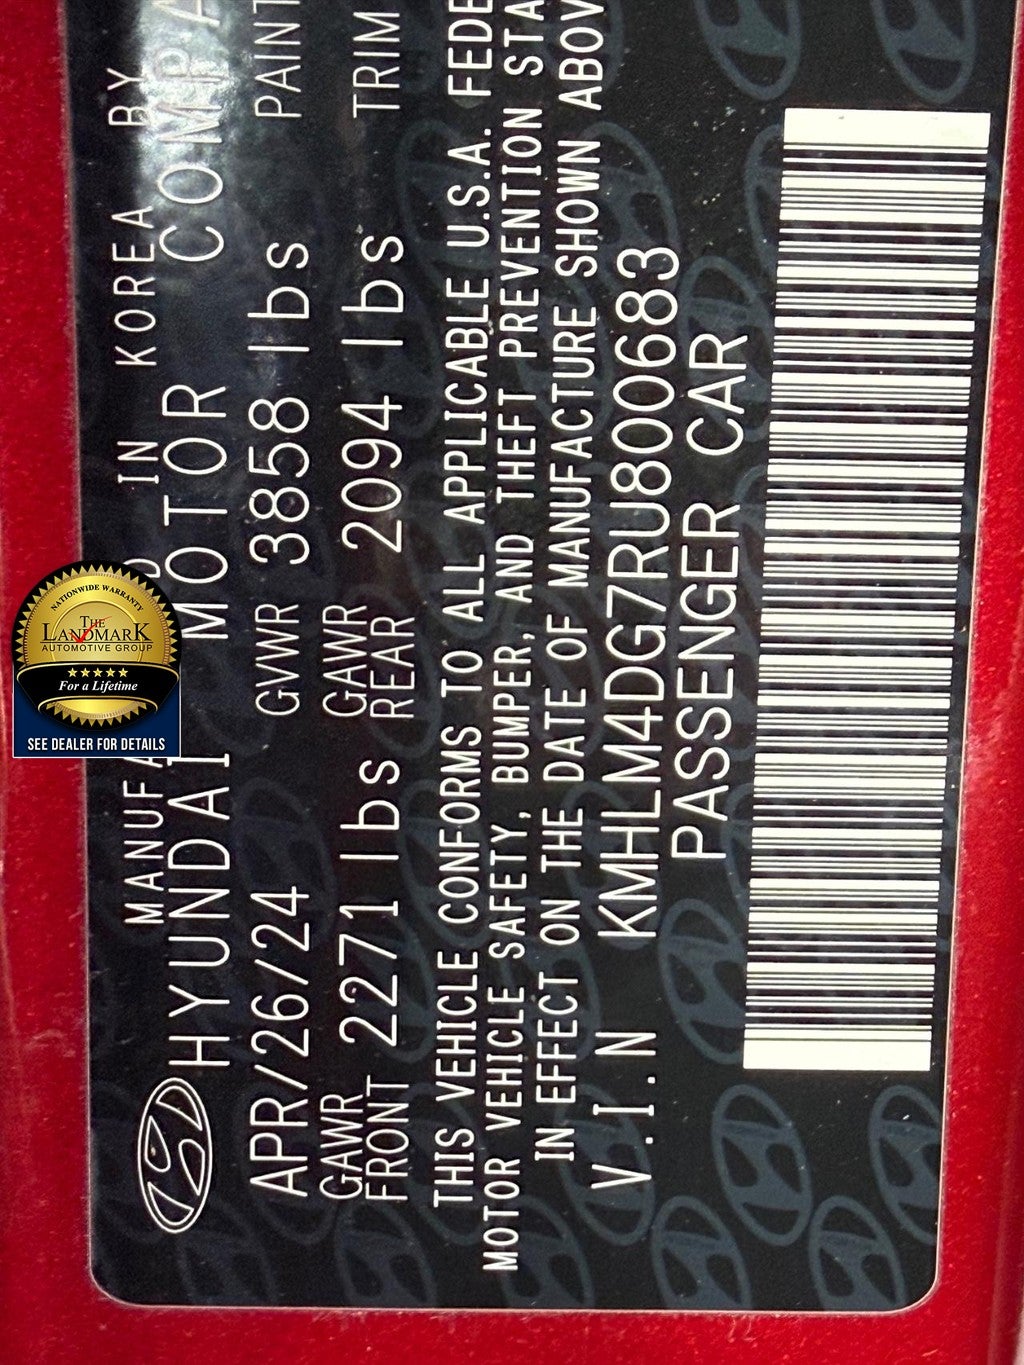 MANUFA D IN KOREA BY
HYUNDAI MOTOR COMPA
APR/26/24 GVWR 3858 lbs PAINT
GAWR FRONT 2271 lbs GAWR REAR 2094 lbs TRIM
THIS VEHICLE CONFORMS TO ALL APPLICABLE U.S.A. FEDE
MOTOR VEHICLE SAFETY, BUMPER, AND THEFT PREVENTION STA
IN EFFECT ON THE DATE OF MANUFACTURE SHOWN ABOV
V.I.N KMHLM4DG7RU800683
PASSENGER CAR
NATIONWIDE WARRANTY
THE
LANDMARK
AUTOMOTIVE GROUP
For a Lifetime
SEE DEALER FOR DETAILS